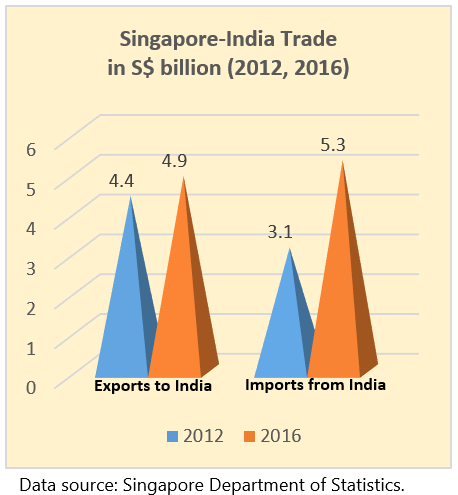 Singapore-India Trade
in S$ billion (2012, 2016)
6
5
4
3
2
1
0
4.4
4.9
3.1
5.3
Exports to India
Imports from India
2012
2016
Data source: Singapore Department of Statistics.